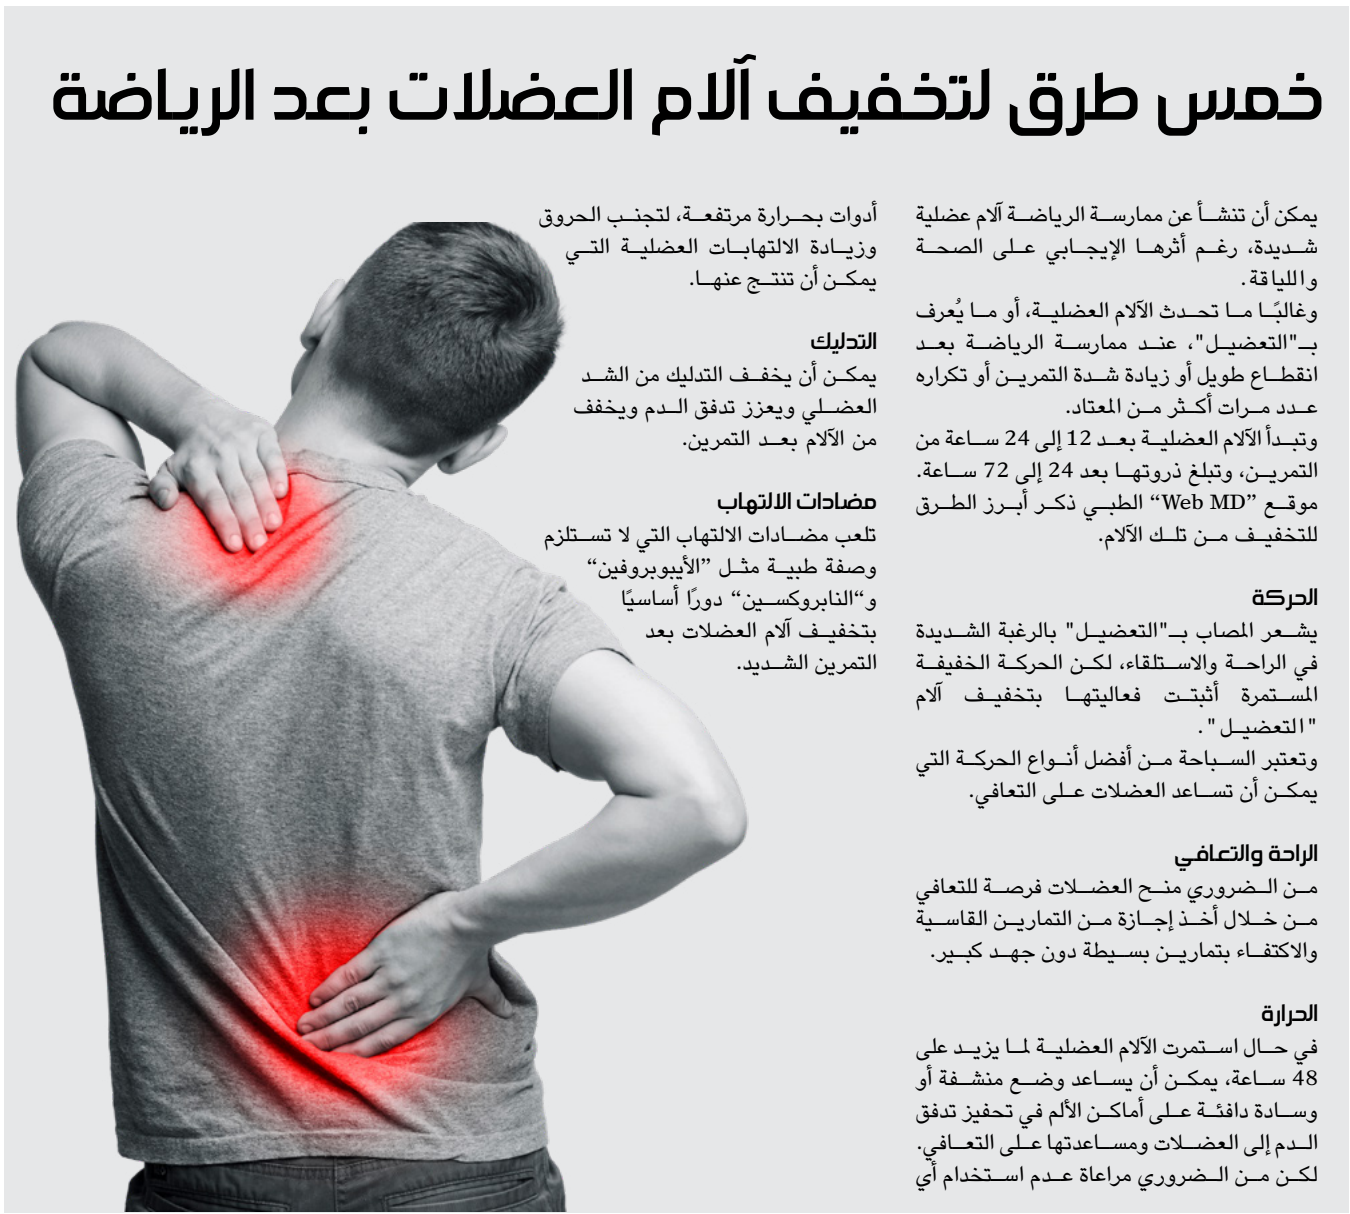 خمس طرق لتخفيف آلام العضلات بعد الرياضة
يمكن أن تنشأ عن ممارسة الرياضة آلام عضلية
شديدة، رغم أثرها الإيجابي على الصحة
واللياقة.
وغالبًا ما تحدث الآلام العضلية، أو ما يُعرف
بـ"التعضيل"، عند ممارسة الرياضة بعد
انقطاع طويل أو زيادة شدة التمرين أو تكراره
عدد مرات أكثر من المعتاد.
وتبدأ الآلام العضلية بعد 12 إلى 24 ساعة من
التمرين، وتبلغ ذروتها بعد 24 إلى 72 ساعة.
موقع ”Web MD“ الطبي ذكر أبرز الطرق
للتخفيف من تلك الآلام.
الحركة
يشعر المصاب بـ"التعضيل" بالرغبة الشديدة
في الراحة والاستلقاء، لكن الحركة الخفيفة
المستمرة أثبتت فعاليتها بتخفيف آلام
"التعضيل".
وتعتبر السباحة من أفضل أنواع الحركة التي
يمكن أن تساعد العضلات على التعافي.
الراحة والتعافي
من الضروري منح العضلات فرصة للتعافي
من خلال أخذ إجازة من التمارين القاسية
والاكتفاء بتمارين بسيطة دون جهد كبير.
الحرارة
في حال استمرت الآلام العضلية لما يزيد على
48 ساعة، يمكن أن يساعد وضع منشفة أو
وسادة دافئة على أماكن الألم في تحفيز تدفق
الدم إلى العضلات ومساعدتها على التعافي.
لكن من الضروري مراعاة عدم استخدام أي
أدوات بحرارة مرتفعة، لتجنب الحروق
وزيادة الالتهابات العضلية التي
يمكن أن تنتج عنها.
التدليك
يمكن أن يخفف التدليك من الشد
العضلي ويعزز تدفق الدم ويخفف
من الآلام بعد التمرين.
مضادات الالتهاب
تلعب مضادات الالتهاب التي لا تستلزم
وصفة طبية مثل ”الأيبوبروفين“
و“النابروكسين“ دورًا أساسيًا
بتخفيف آلام العضلات بعد
التمرين الشديد.